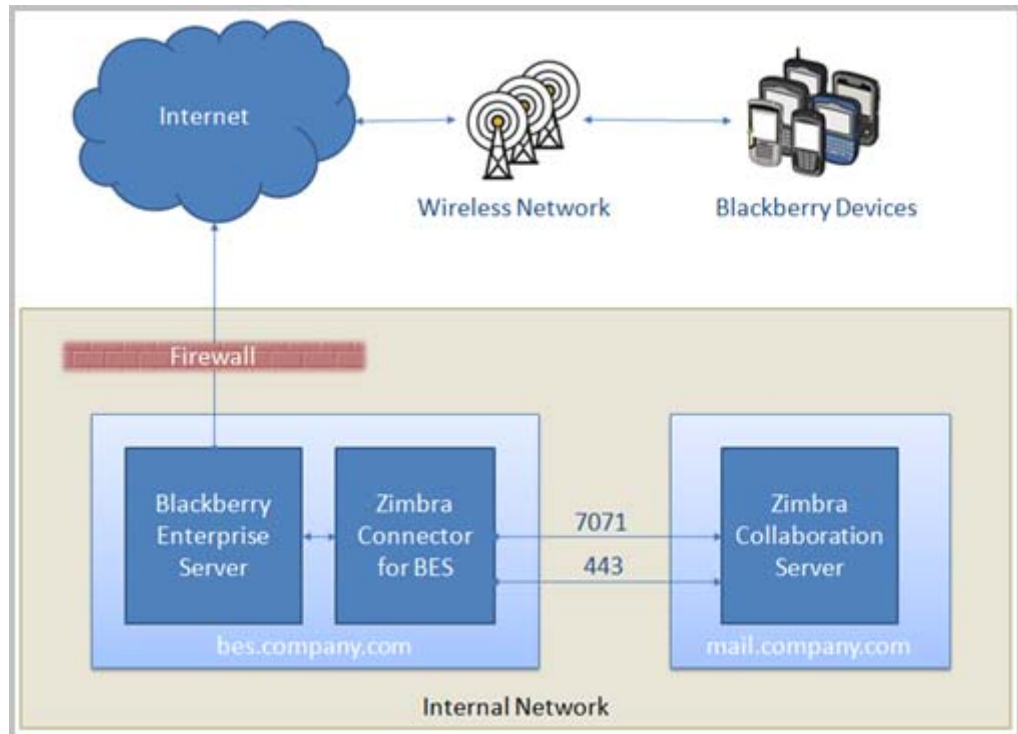 Internet
Wireless Network
Blackberry Devices
Firewall
Blackberry
Enterprise
Server
Zimbra
Connector
for BES
7071
443
Zimbra
Collaboration
Server
bes.company.com
mail.company.com
Internal Network